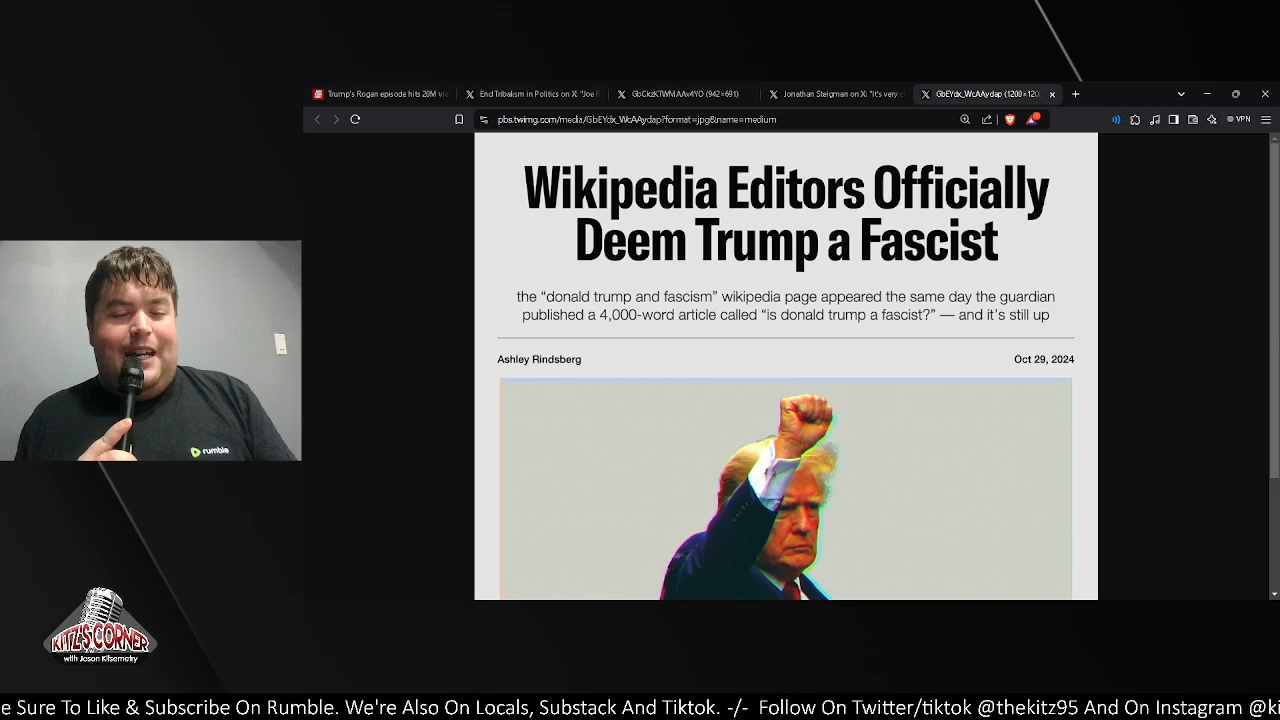 Trump's Rogan episode hits 20M vie
End Tribalism in Politics on X: "Joe R
GbCkzKTWMAAv4YO (942×691)
Jonathan Steigman on X: "It's very c
GbEYdx_WcAAydap (1200×120
pbs.twimg.com/media/GbEYdx_WcAAydap?format=jpg&name=medium
VPN
Wikipedia Editors Officially
Deem Trump a Fascist
the “donald trump and fascism” wikipedia page appeared the same day the guardian
published a 4,000-word article called “is donald trump a fascist?” — and it’s still up
Ashley Rindsberg
Oct 29, 2024
rumble
KITZ'S CORNER
with Jason Kitsemetry
e Sure To Like & Subscribe On Rumble. We're Also On Locals, Substack And Tiktok. -/- Follow On Twitter/tiktok @thekitz95 And On Instagram @k